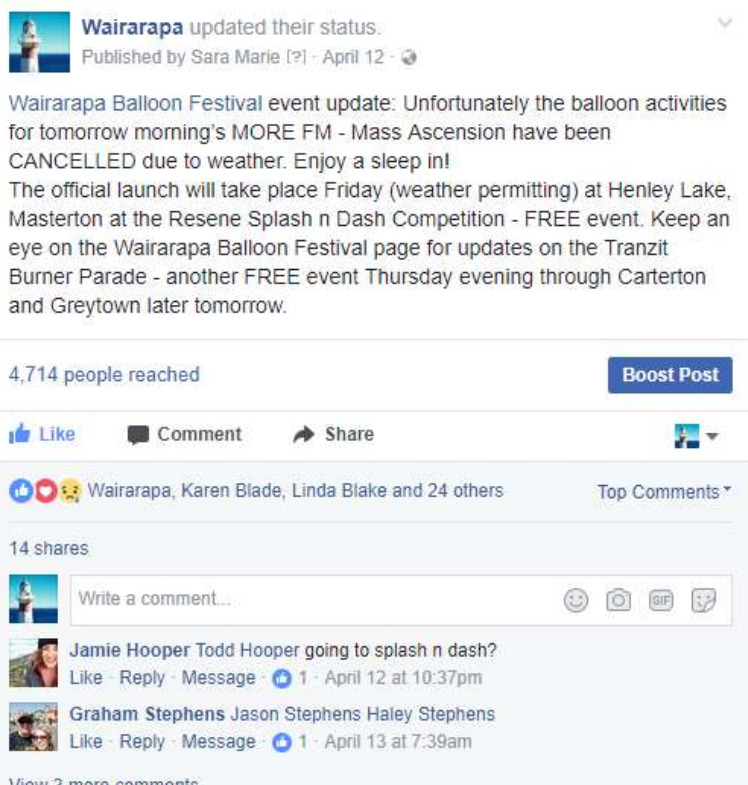 Wairarapa updated their status.
Published by Sara Marie [?] · April 12 ·
Wairarapa Balloon Festival event update: Unfortunately the balloon activities
for tomorrow morning's MORE FM - Mass Ascension have been
CANCELLED due to weather. Enjoy a sleep in!
The official launch will take place Friday (weather permitting) at Henley Lake,
Masterton at the Resene Splash n Dash Competition - FREE event. Keep an
eye on the Wairarapa Balloon Festival page for updates on the Tranzit
Burner Parade - another FREE event Thursday evening through Carterton
and Greytown later tomorrow.
4,714 people reached
Boost Post
Like Comment Share
Wairarapa, Karen Blade, Linda Blake and 24 others
Top Comments
14 shares
Write a comment...
GIF
Jamie Hooper Todd Hooper going to splash n dash?
Like · Reply · Message · 1 · April 12 at 10:37pm
Graham Stephens Jason Stephens Haley Stephens
Like · Reply · Message · 1 · April 13 at 7:39am
View 2 more comments